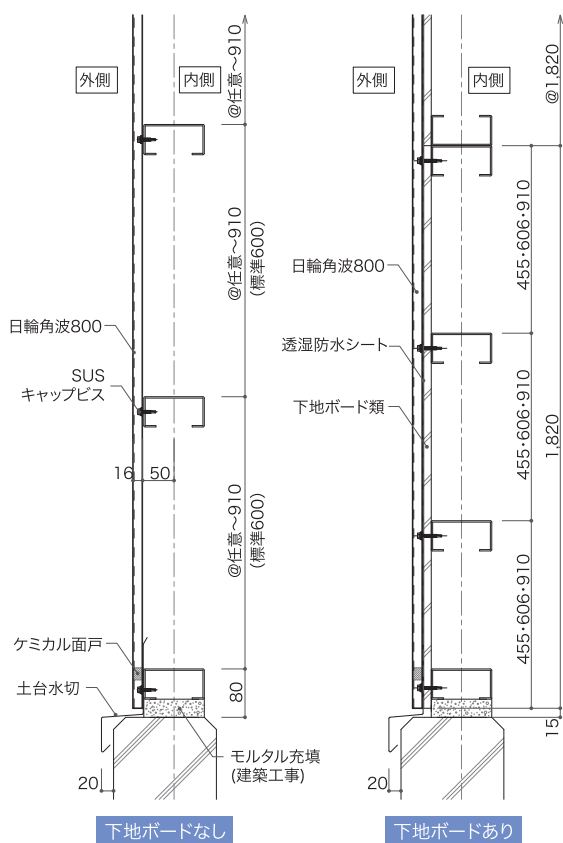 外側
内側
@任意〜910
@任意〜910
(標準600)
日輪角波800
SUS
キャップビス
16
50
@任意〜910
(標準600)
ケミカル面戸
土台水切
80
20
モルタル充填
(建築工事)
下地ボードなし
外側
内側
@1,820
455・606・910
日輪角波800
透湿防水シート
455・606・910
下地ボード類
1,820
455・606・910
15
20
下地ボードあり